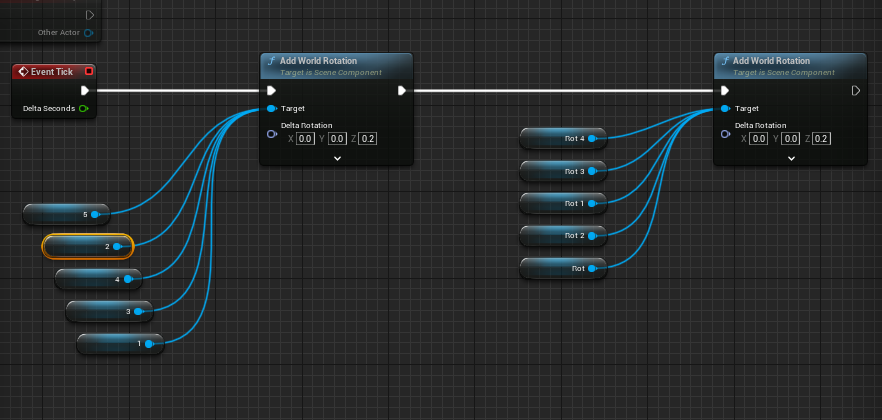 Other Actor
Event Tick
Delta Seconds
Add World Rotation
Target is Scene Component
Target
Delta Rotation
X 0.0 Y 0.0 Z 0.2
5
2
4
3
1
Rot 4
Rot 3
Rot 1
Rot 2
Rot
Add World Rotation
Target is Scene Component
Target
Delta Rotation
X 0.0 Y 0.0 Z 0.2